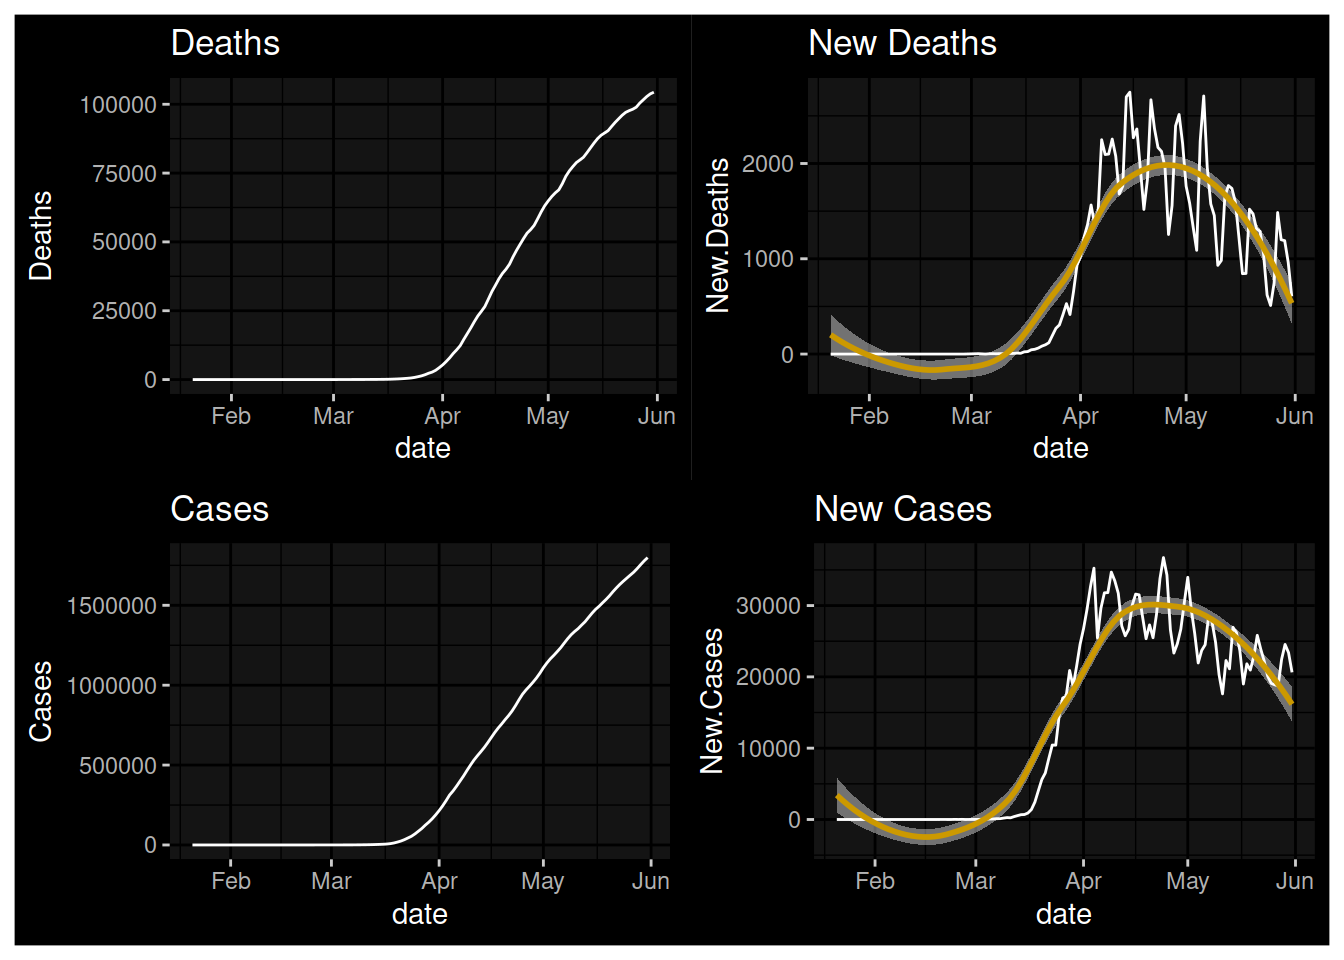 Deaths
Deaths
100000
75000
50000
25000
0
Feb Mar Apr May Jun
date
New Deaths
New.Deaths
2000
1000
0
Feb Mar Apr May Jun
date
Cases
Cases
1500000
1000000
500000
0
Feb Mar Apr May Jun
date
New Cases
New.Cases
30000
20000
10000
0
Feb Mar Apr May Jun
date